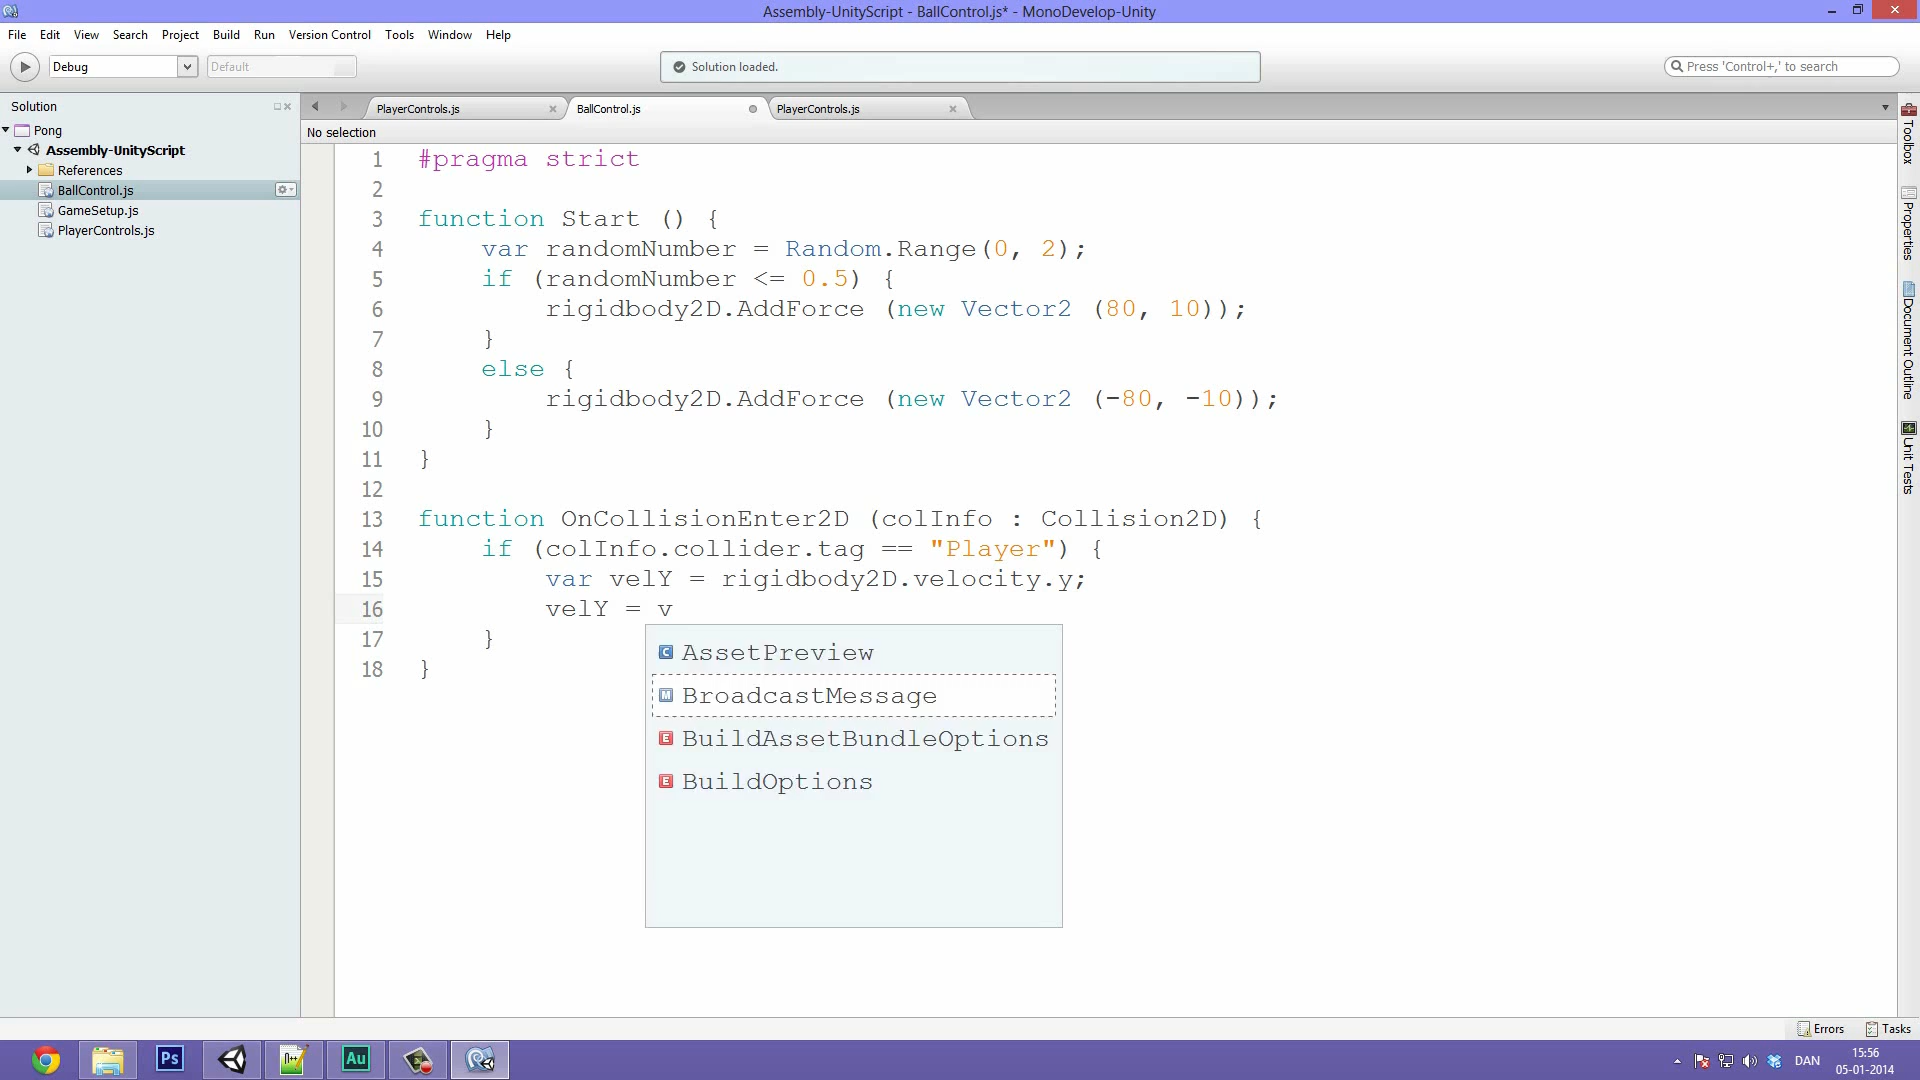 Assembly-UnityScript - BallControl.js* - MonoDevelop-Unity
File Edit View Search Project Build Run Version Control Tools Window Help
Debug
Default
Solution loaded.
Press 'Control+,' to search
Solution
Pong
Assembly-UnityScript
References
BallControl.js
GameSetup.js
PlayerControls.js
PlayerControls.js
BallControl.js
PlayerControls.js
No selection
1 #pragma strict
2
3 function Start () {
4 var randomNumber = Random.Range(0, 2);
5 if (randomNumber <= 0.5) {
6 rigidbody2D.AddForce (new Vector2 (80, 10));
7 }
8 else {
9 rigidbody2D.AddForce (new Vector2 (-80, -10));
10 }
11 }
12
13 function OnCollisionEnter2D (colInfo : Collision2D) {
14 if (colInfo.collider.tag == "Player") {
15 var velY = rigidbody2D.velocity.y;
16 velY = v
17 }
18 }
AssetPreview
BroadcastMessage
BuildAssetBundleOptions
BuildOptions
Toolbox
Properties
Document Outline
Unit Tests
Errors
Tasks
Ps
Au
DAN
15:56
05-01-2014